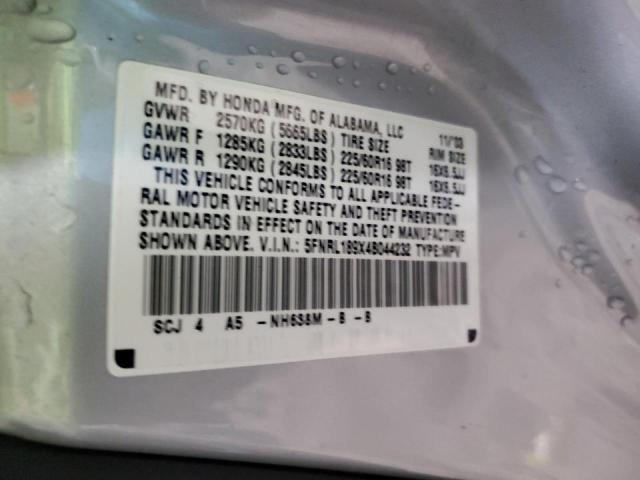 MFD. BY HONDA MFG. OF ALABAMA, LLC 11/03
GVWR 2570KG (5665LBS) TIRE SIZE RIM SIZE
GAWR F 1285KG (2833LBS) 225/60R16 98T 16X6.5JJ
GAWR R 1290KG (2845LBS) 225/60R16 98T 16X6.5JJ
THIS VEHICLE CONFORMS TO ALL APPLICABLE FEDE-
RAL MOTOR VEHICLE SAFETY AND THEFT PREVENTION
STANDARDS IN EFFECT ON THE DATE OF MANUFACTURE
SHOWN ABOVE. V.I.N.: 5FNRL189X4B044232 TYPE:MPV
SCJ 4 A5 -NH638M-B -B